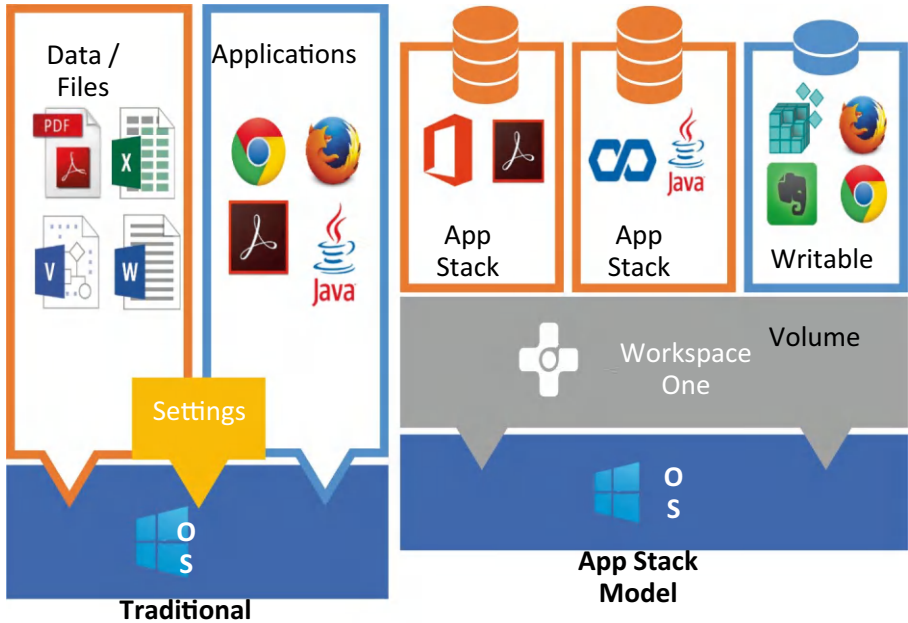 Data /
Files
PDF
X
V
W
Applications
Java
Settings
O
S
Traditional
App
Stack
Java
App
Stack
Writable
Volume
Workspace
One
O
S
App Stack
Model